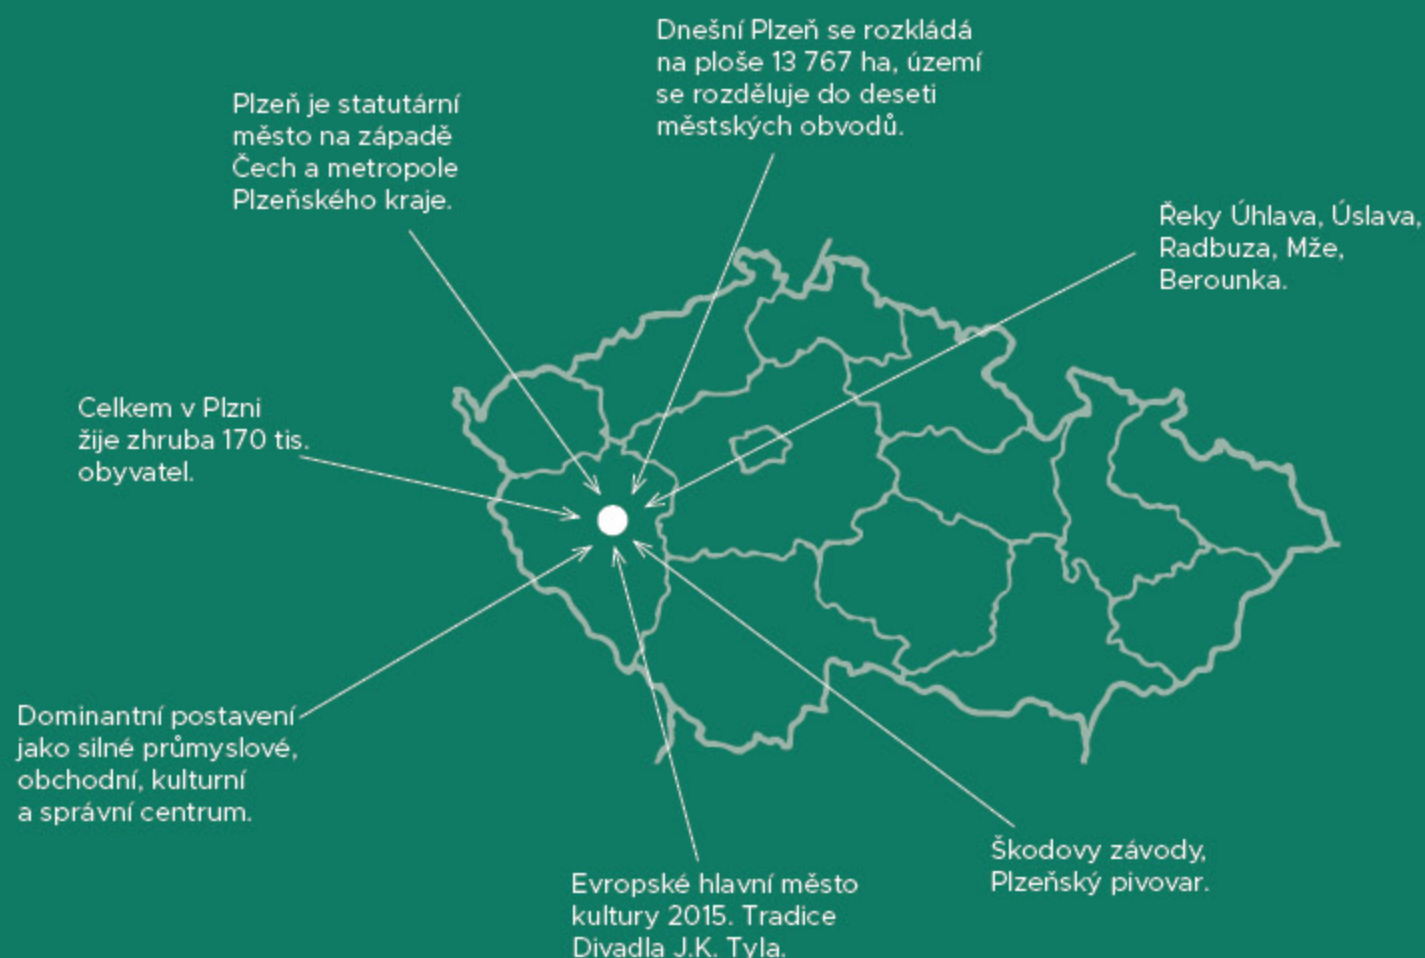 Dnešní Plzeň se rozkládá
na ploše 13 767 ha, území
se rozděluje do deseti
městských obvodů.
Plzeň je statutární
město na západě
Čech a metropole
Plzeňského kraje.
Řeky Úhlava, Úslava,
Radbuza, Mže,
Berounka.
Celkem v Plzni
žije zhruba 170 tis.
obyvatel.
Dominantní postavení
jako silné průmyslové,
obchodní, kulturní
a správní centrum.
Evropské hlavní město
kultury 2015. Tradice
Divadla J.K. Tyla.
Škodovy závody,
Plzeňský pivovar.